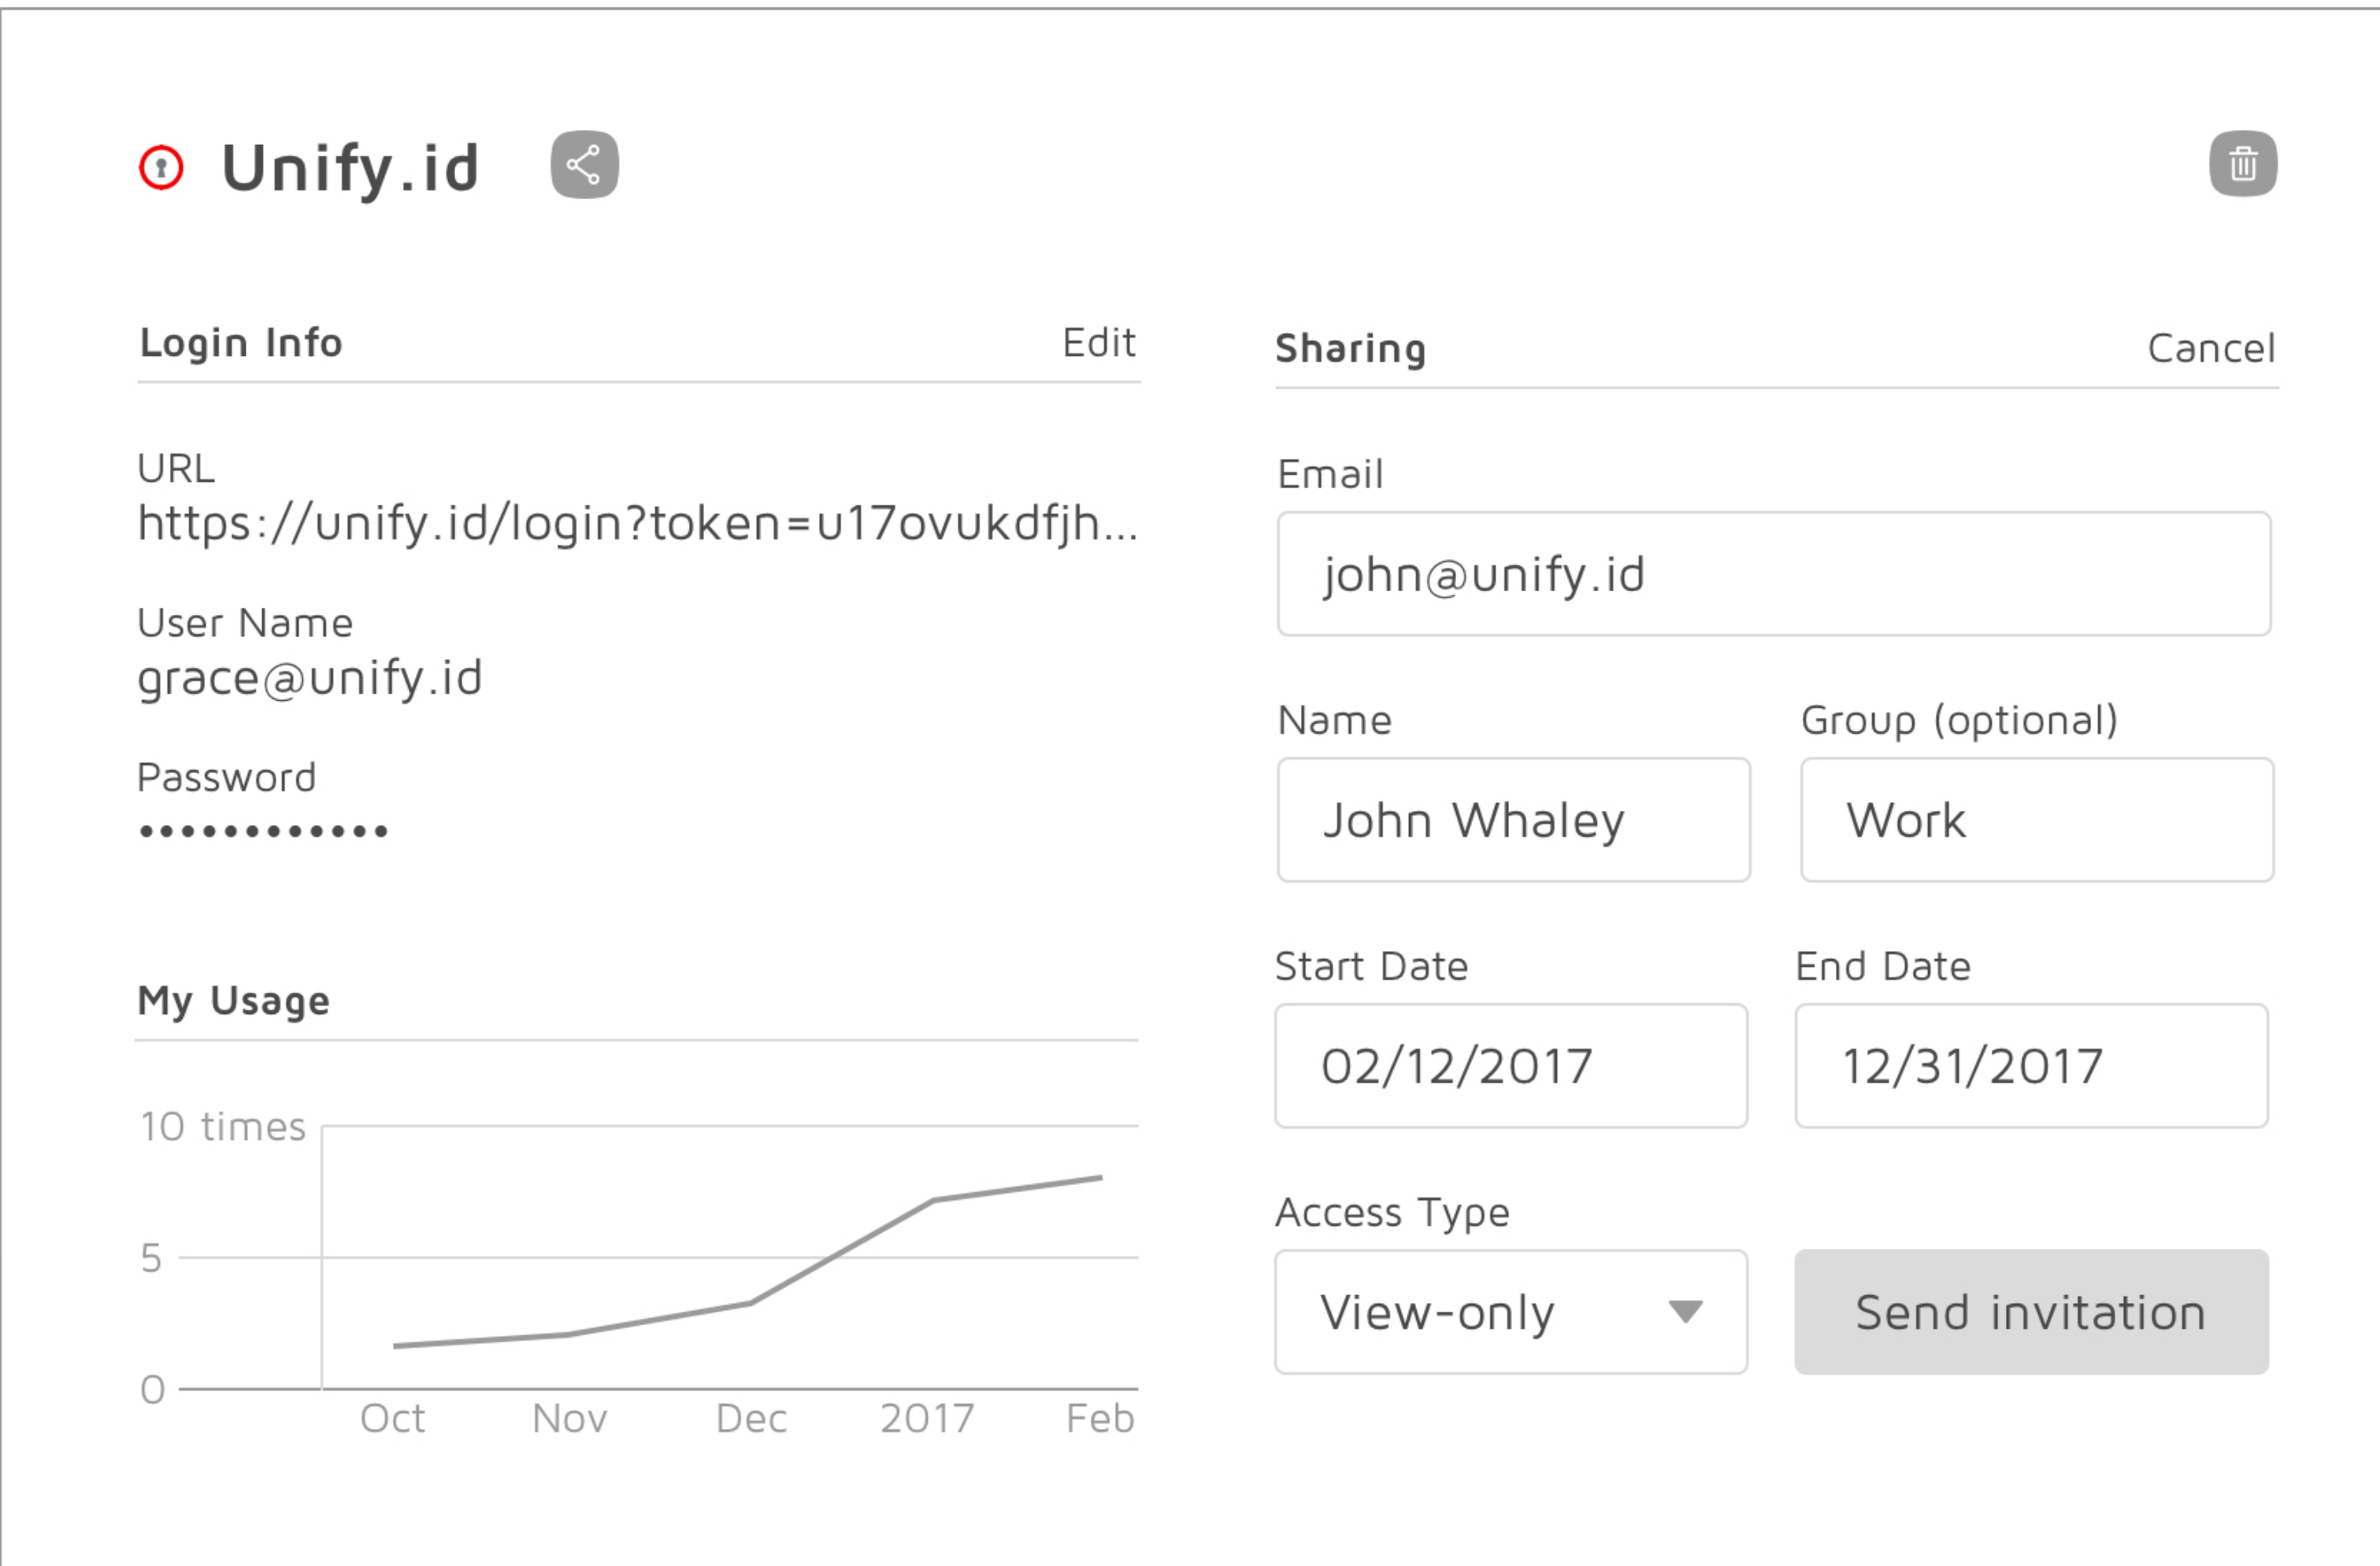 Unify.id
Login Info
Edit
URL
https://unify.id/login?token=u17ovukdfjh...
User Name
grace@unify.id
Password
••••••••••••
My Usage
10 times
5
0
Oct Nov Dec 2017 Feb
Sharing
Cancel
Email
john@unify.id
Name
John Whaley
Group (optional)
Work
Start Date
02/12/2017
End Date
12/31/2017
Access Type
View-only
Send invitation